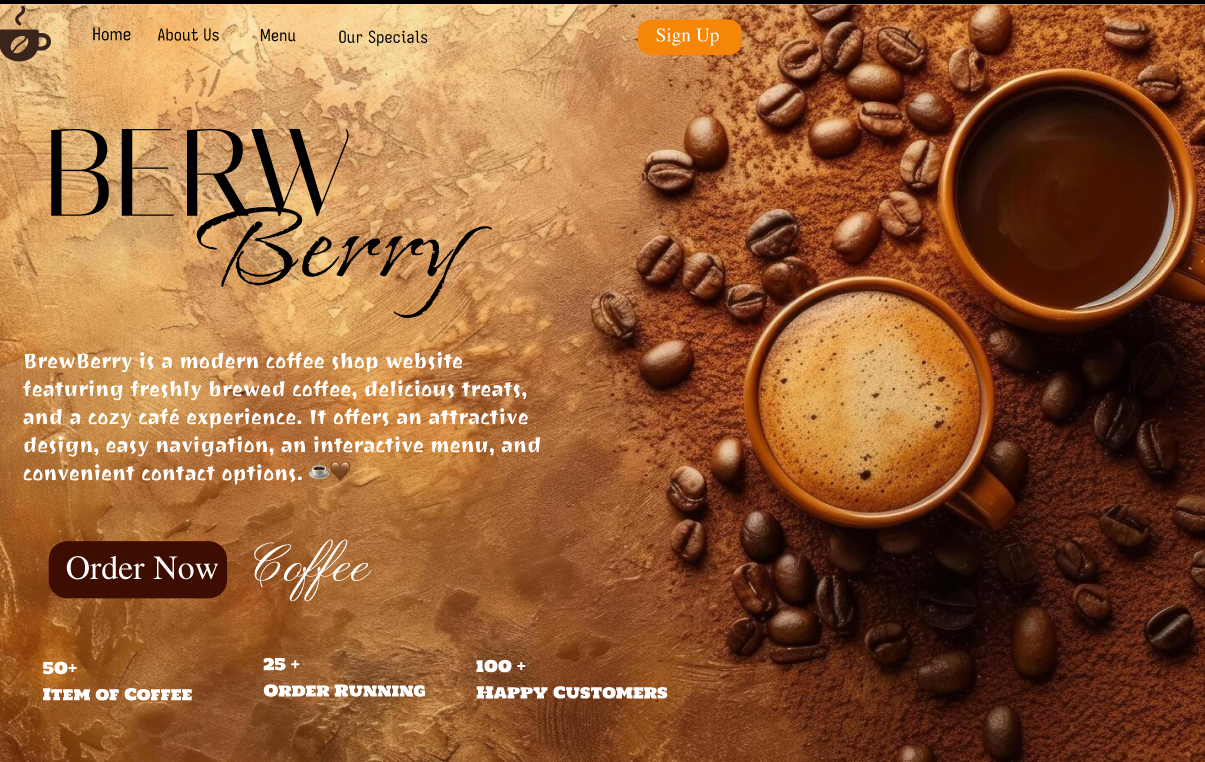 Home About Us Menu Our Specials Sign Up
BERW
Berry
BrewBerry is a modern coffee shop website
featuring freshly brewed coffee, delicious treats,
and a cozy café experience. It offers an attractive
design, easy navigation, an interactive menu, and
convenient contact options. ☕🤎
Order Now Coffee
50+ 25 + 100 +
Item of Coffee Order Running Happy Customers